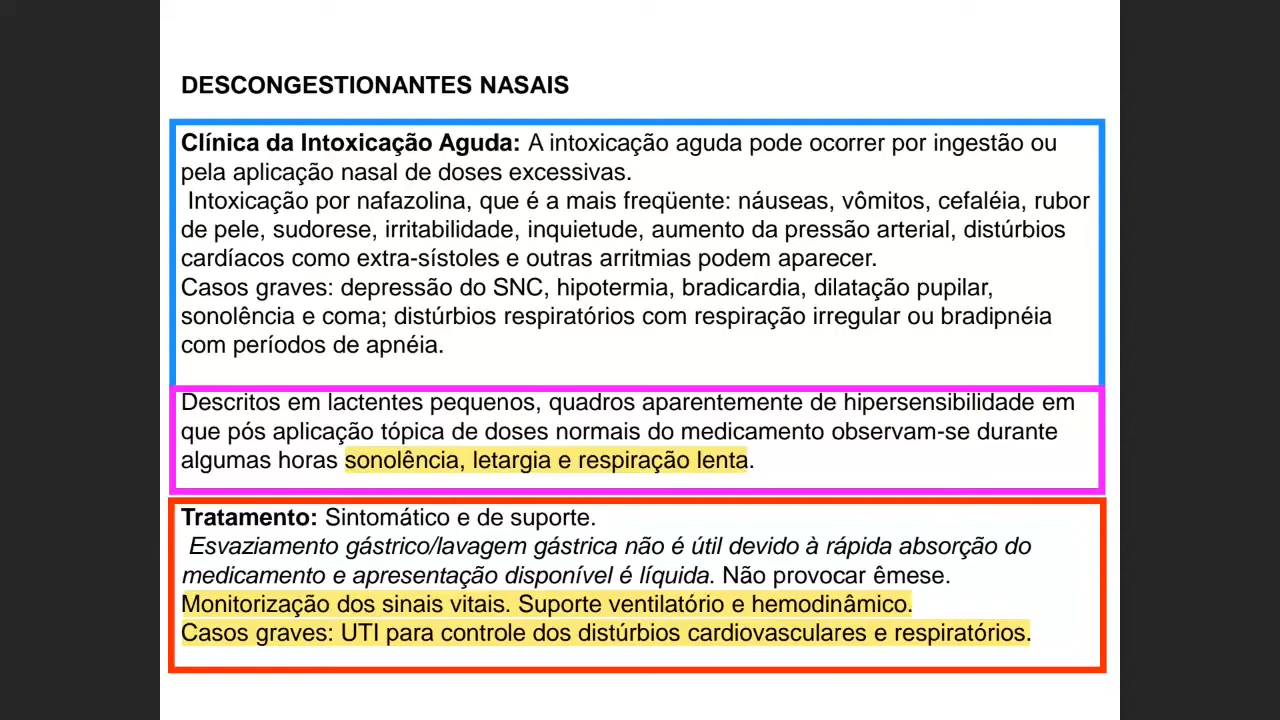 DESCONGESTIONANTES NASAIS
Clínica da Intoxicação Aguda: A intoxicação aguda pode ocorrer por ingestão ou
pela aplicação nasal de doses excessivas.
Intoxicação por nafazolina, que é a mais freqüente: náuseas, vômitos, cefaléia, rubor
de pele, sudorese, irritabilidade, inquietude, aumento da pressão arterial, distúrbios
cardíacos como extra-sístoles e outras arritmias podem aparecer.
Casos graves: depressão do SNC, hipotermia, bradicardia, dilatação pupilar,
sonolência e coma; distúrbios respiratórios com respiração irregular ou bradipnéia
com períodos de apnéia.
Descritos em lactentes pequenos, quadros aparentemente de hipersensibilidade em
que pós aplicação tópica de doses normais do medicamento observam-se durante
algumas horas sonolência, letargia e respiração lenta.
Tratamento: Sintomático e de suporte.
Esvaziamento gástrico/lavagem gástrica não é útil devido à rápida absorção do
medicamento e apresentação disponível é líquida. Não provocar êmese.
Monitorização dos sinais vitais. Suporte ventilatório e hemodinâmico.
Casos graves: UTI para controle dos distúrbios cardiovasculares e respiratórios.